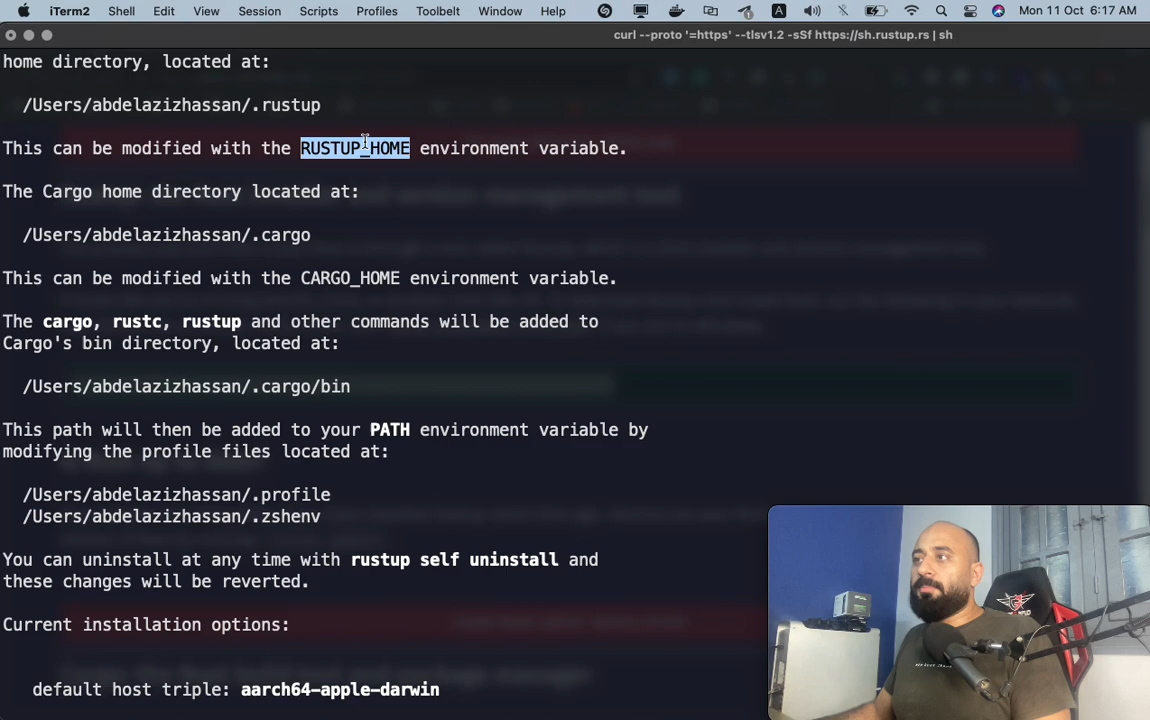 iTerm2 Shell Edit View Session Scripts Profiles Toolbelt Window Help A Mon 11 Oct 6:17 AM
curl --proto '=https' --tlsv1.2 -sSf https://sh.rustup.rs | sh
home directory, located at:
/Users/abdelazizhassan/.rustup
This can be modified with the RUSTUP_HOME environment variable.
The Cargo home directory located at:
/Users/abdelazizhassan/.cargo
This can be modified with the CARGO_HOME environment variable.
The cargo, rustc, rustup and other commands will be added to
Cargo's bin directory, located at:
/Users/abdelazizhassan/.cargo/bin
This path will then be added to your PATH environment variable by
modifying the profile files located at:
/Users/abdelazizhassan/.profile
/Users/abdelazizhassan/.zshenv
You can uninstall at any time with rustup self uninstall and
these changes will be reverted.
Current installation options:
default host triple: aarch64-apple-darwin